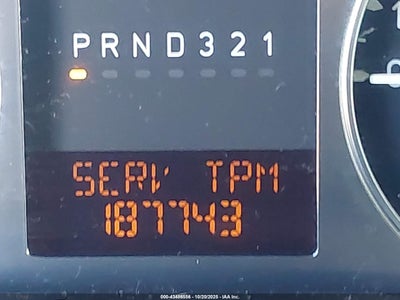 PRND321
SERV TPM
187743
000-43486556 - 10/20/2025 - IAA Inc.